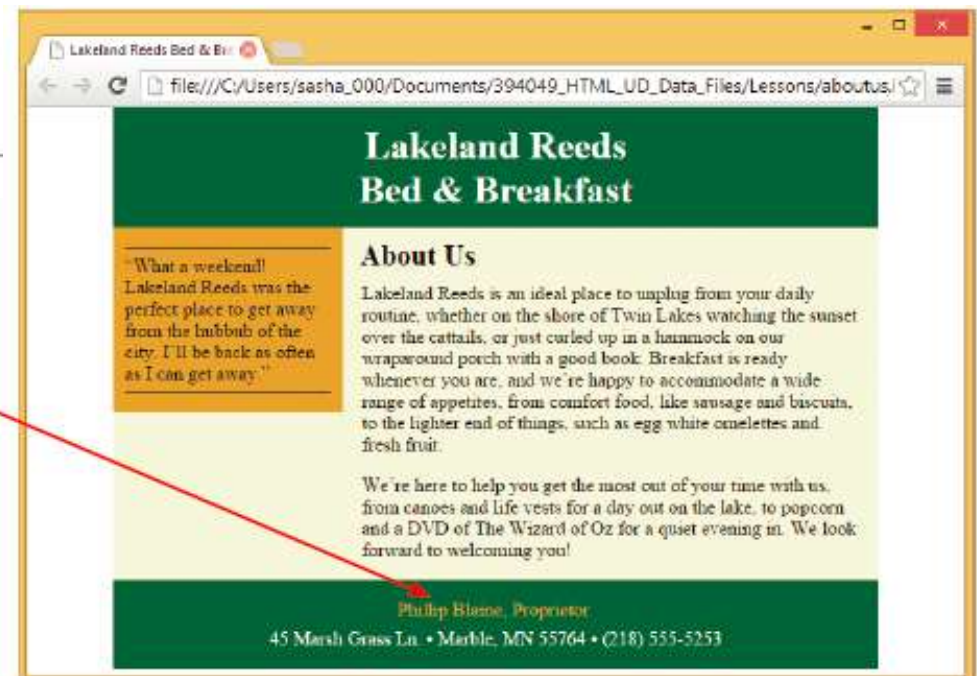 Lakeland Reeds Bed & Br
file:///C:/Users/sasha_000/Documents/394049_HTML_UD_Data_Files/Lessons/aboutus.
Lakeland Reeds
Bed & Breakfast
“What a weekend!
Lakeland Reeds was the
perfect place to get away
from the hubbub of the
city. I’ll be back as often
as I can get away.”
About Us
Lakeland Reeds is an ideal place to unplug from your daily
routine, whether on the shore of Twin Lakes watching the sunset
over the cattails, or just curled up in a hammock on our
wraparound porch with a good book. Breakfast is ready
whenever you are, and we're happy to accommodate a wide
range of appetites, from comfort food, like sausage and biscuits,
to the lighter end of things, such as egg white omelettes and
fresh fruit.
We're here to help you get the most out of your time with us,
from canoes and life vests for a day out on the lake, to popcorn
and a DVD of The Wizard of Oz for a quiet evening in. We look
forward to welcoming you!
Phillip Blaine, Proprietor
45 Marsh Grass Ln. • Marble, MN 55764 • (218) 555-5253